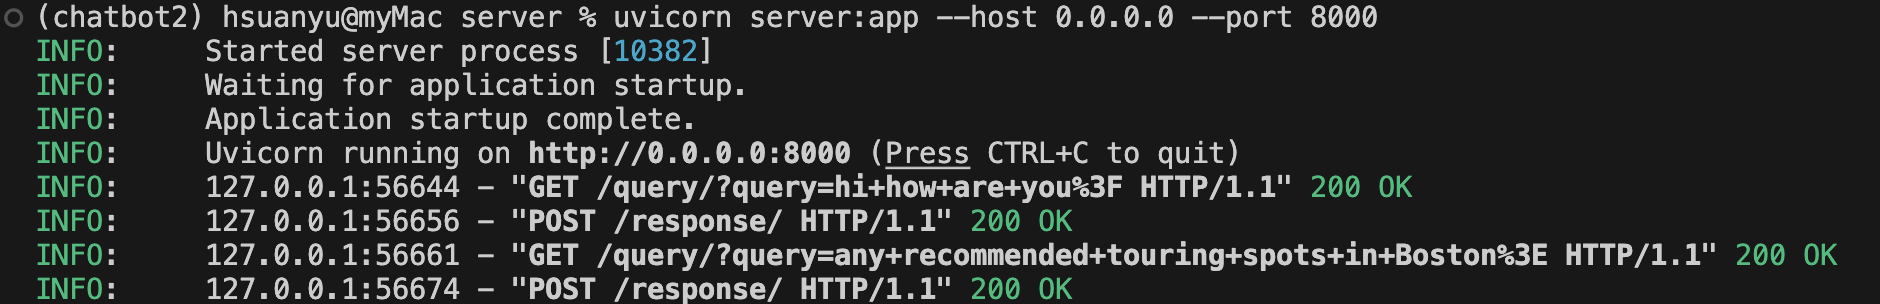 (chatbot2) hsuanyu@myMac server % uvicorn server:app --host 0.0.0.0 --port 8000
INFO: Started server process [10382]
INFO: Waiting for application startup.
INFO: Application startup complete.
INFO: Uvicorn running on http://0.0.0.0:8000 (Press CTRL+C to quit)
INFO: 127.0.0.1:56644 - "GET /query/?query=hi+how+are+you%3F HTTP/1.1" 200 OK
INFO: 127.0.0.1:56656 - "POST /response/ HTTP/1.1" 200 OK
INFO: 127.0.0.1:56661 - "GET /query/?query=any+recommended+touring+spots+in+Boston%3E HTTP/1.1" 200 OK
INFO: 127.0.0.1:56674 - "POST /response/ HTTP/1.1" 200 OK